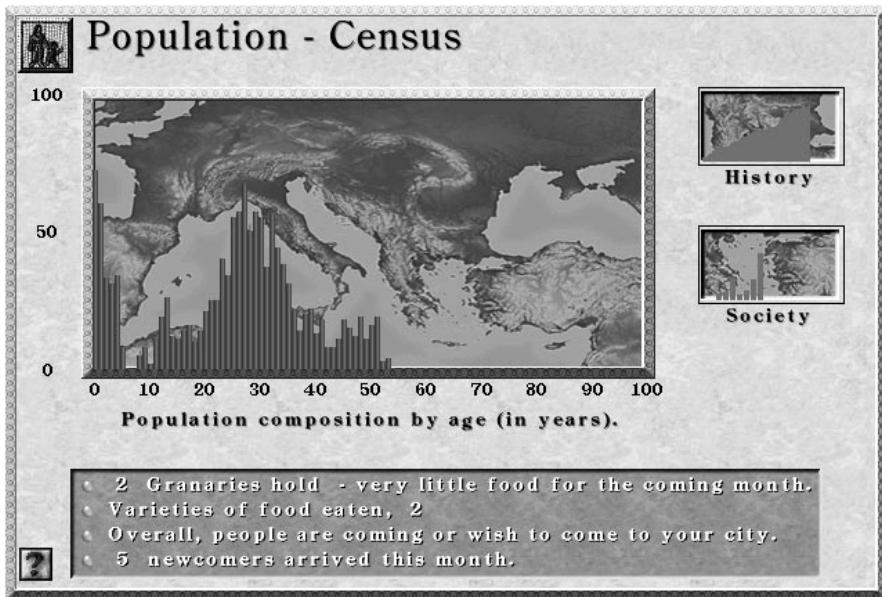 Population - Census
100
50
0
0 10 20 30 40 50 60 70 80 90 100
Population composition by age (in years).
History
Society
2 Granaries hold - very little food for the coming month.
Varieties of food eaten, 2
Overall, people are coming or wish to come to your city.
5 newcomers arrived this month.
?